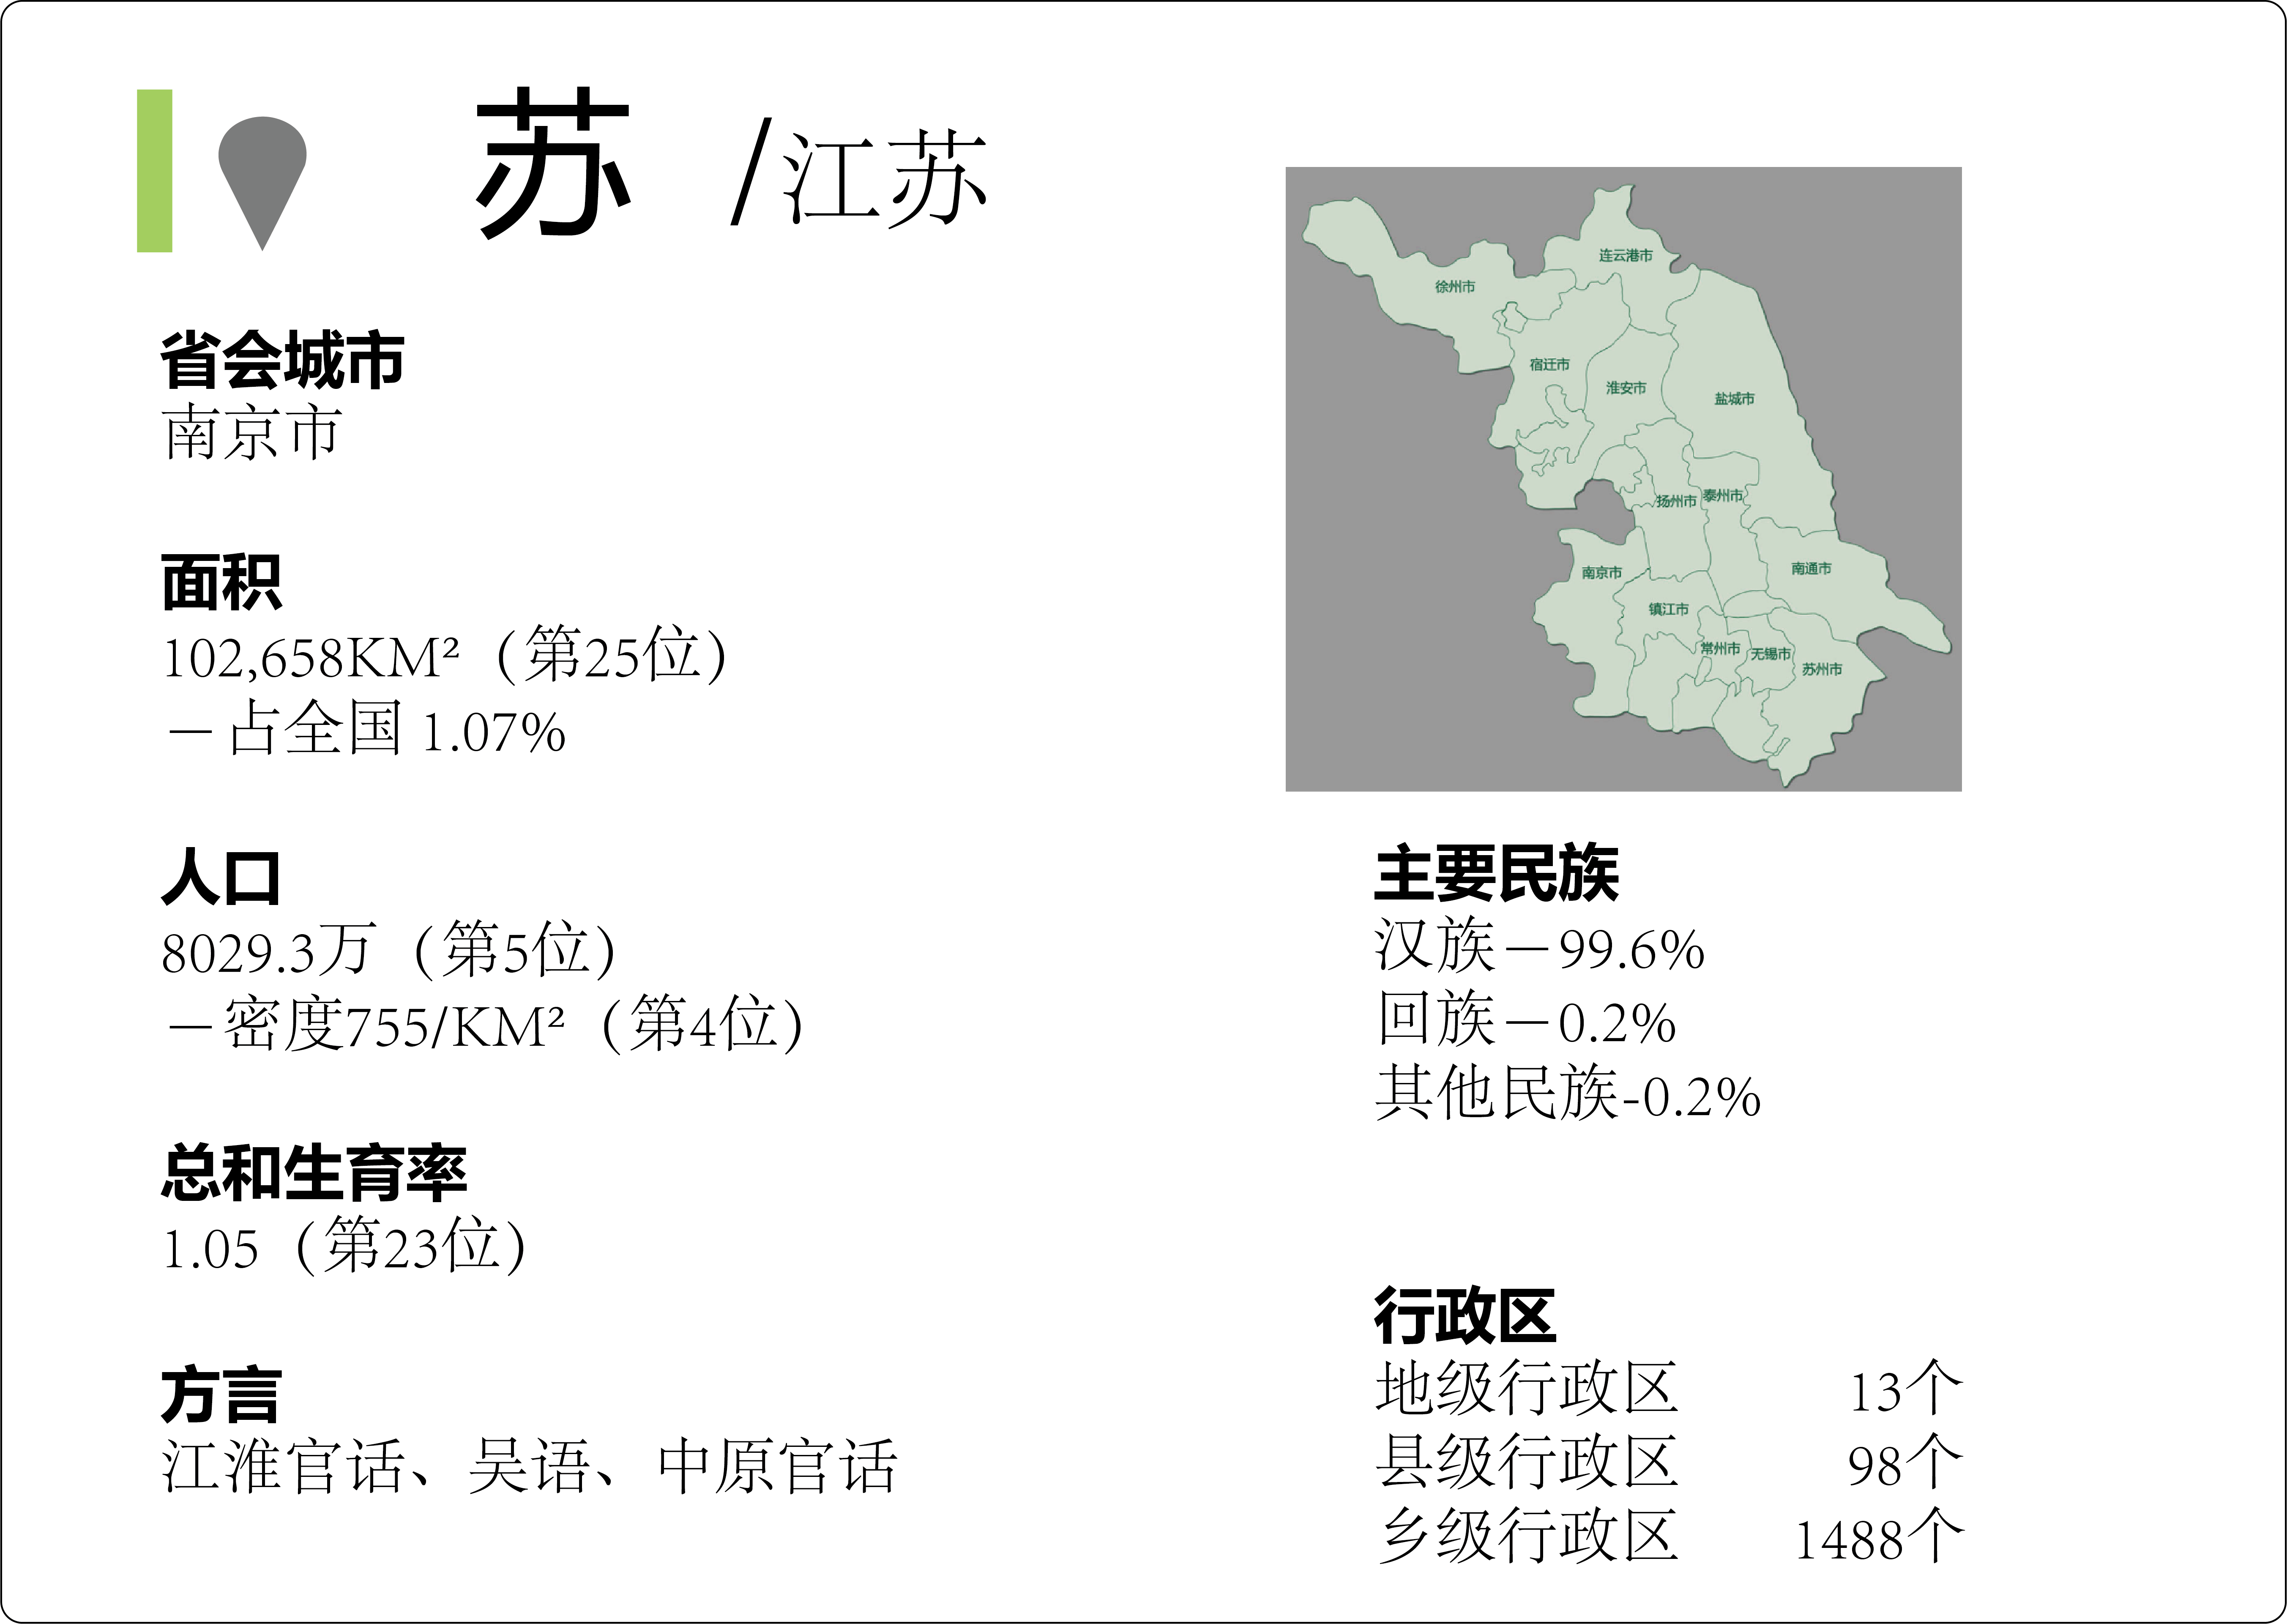 苏 /江苏
省会城市
南京市
面积
102,658KM²（第25位）
—占全国 1.07%
人口
8029.3万（第5位）
—密度755/KM²（第4位）
总和生育率
1.05（第23位）
方言
江淮官话、吴语、中原官话
连云港市
徐州市
宿迁市
淮安市
盐城市
扬州市
泰州市
南京市
南通市
镇江市
常州市
无锡市
苏州市
主要民族
汉族—99.6%
回族—0.2%
其他民族-0.2%
行政区
地级行政区 13个
县级行政区 98个
乡级行政区 1488个